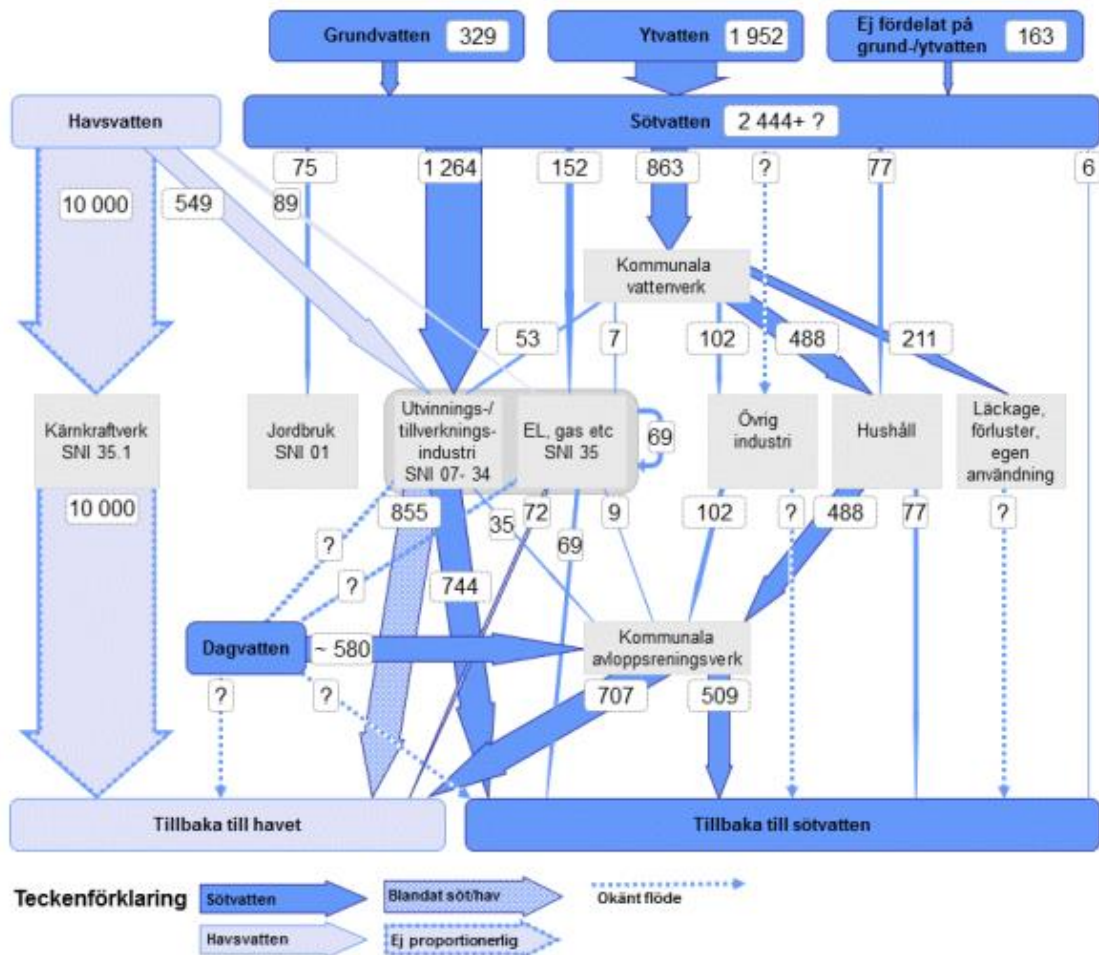 Grundvatten 329
Ytvatten 1 952
Ej fördelat på
grund-/ytvatten 163
Havsvatten
Sötvatten 2 444+ ?
75
1 264
152
863
?
77
6
10 000
549
89
Kommunala
vattenverk
53
7
102
488
211
Kärnkraftverk
SNI 35.1
Jordbruk
SNI 01
Utvinnings-/
tillverknings-
industri
SNI 07- 34
EL, gas etc
SNI 35
69
Övrig
industri
Hushåll
Läckage,
förluster,
egen
användning
10 000
855
35
72
69
9
102
?
488
77
?
?
?
744
Dagvatten ~ 580
Kommunala
avloppsreningsverk
?
?
707
509
Tillbaka till havet
Tillbaka till sötvatten
Teckenförklaring
Sötvatten
Blandat söt/hav
Okänt flöde
Havsvatten
Ej proportionerlig